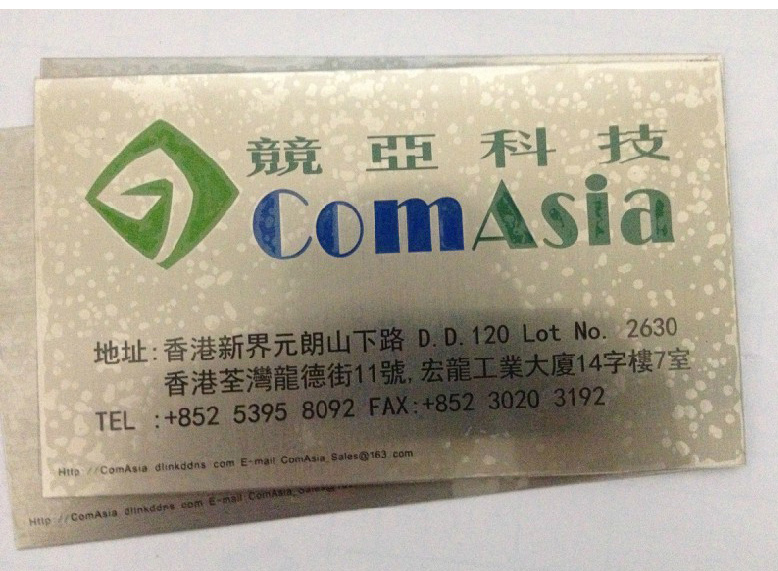 競亞科技
ComAsia
地址:香港新界元朗山下路 D.D.120 Lot No. 2630
香港荃灣龍德街11號,宏龍工業大廈14字樓7室
TEL :+852 5395 8092 FAX:+852 3020 3192
Http //ComAsia dlinkddns com E-mail ComAsia_Sales@163 com
Http //ComAsia dlinkddns com E-mail ComAsia